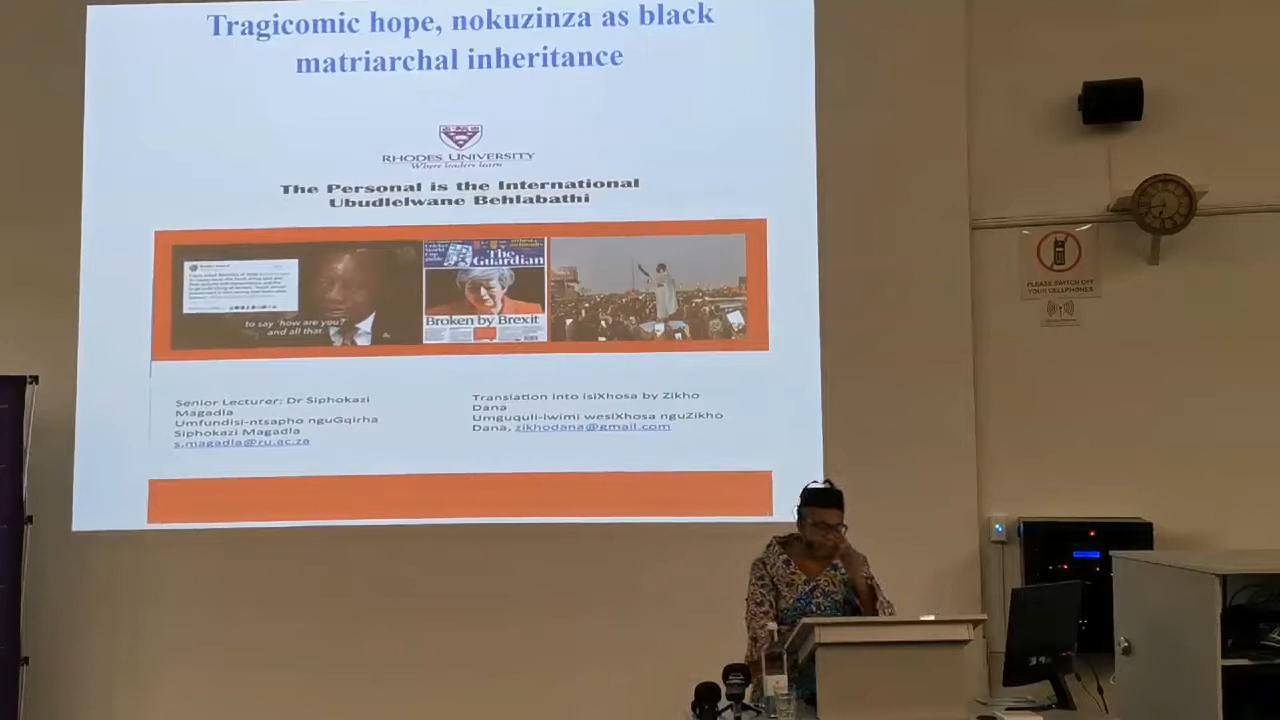 Tragicomic hope, nokuzinza as black
matriarchal inheritance
RHODES UNIVERSITY
Where leaders learn
The Personal is the International
Ubudlelwane Behlabathi
to say 'how are you?'
and all that.
The
Guardian
Broken by Brexit
Senior Lecturer: Dr Siphokazi
Magadla
Umfundisi-ntsapho nguGqirha
Siphokazi Magadla
s.magadla@ru.ac.za
Translation into isiXhosa by Zikho
Dana
Umguquli-lwimi wesiXhosa nguZikho
Dana, zikhodana@gmail.com
PLEASE SWITCH OFF
YOUR CELLPHONES